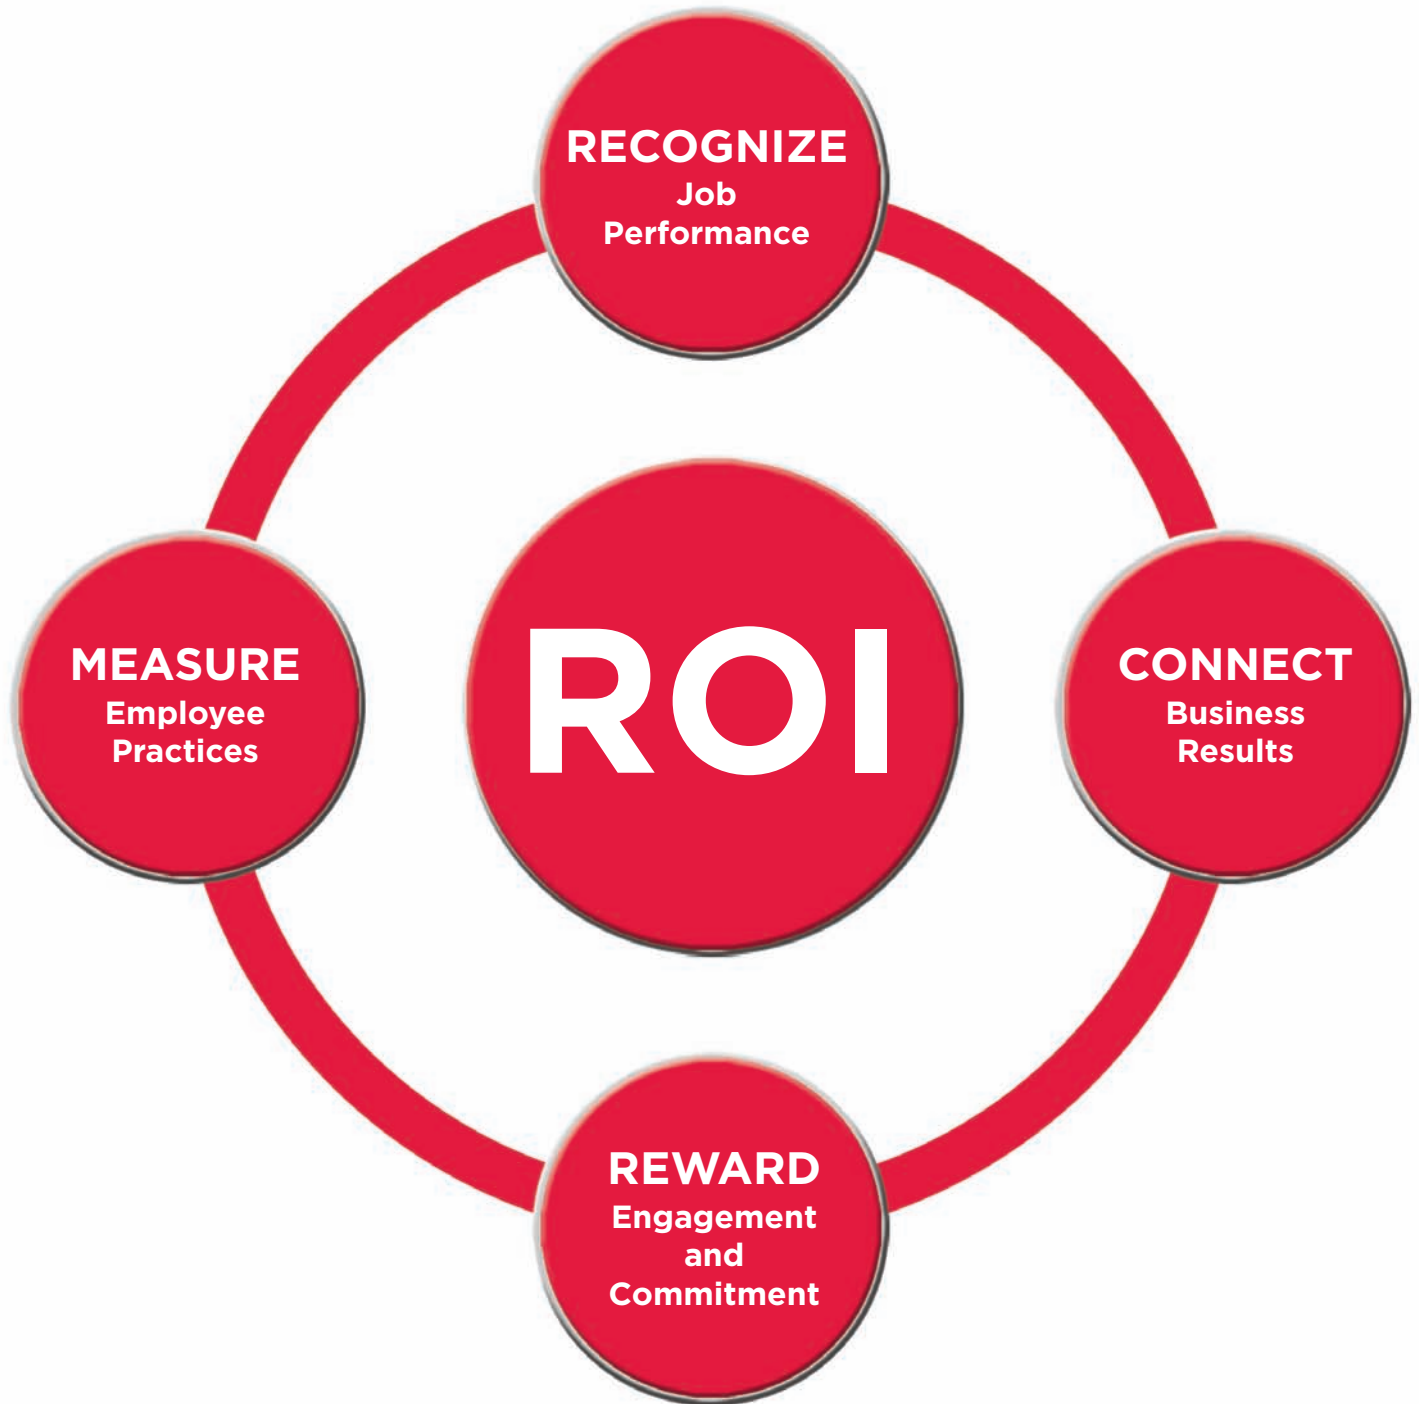 RECOGNIZE
Job
Performance
MEASURE
Employee
Practices
ROI
CONNECT
Business
Results
REWARD
Engagement
and
Commitment